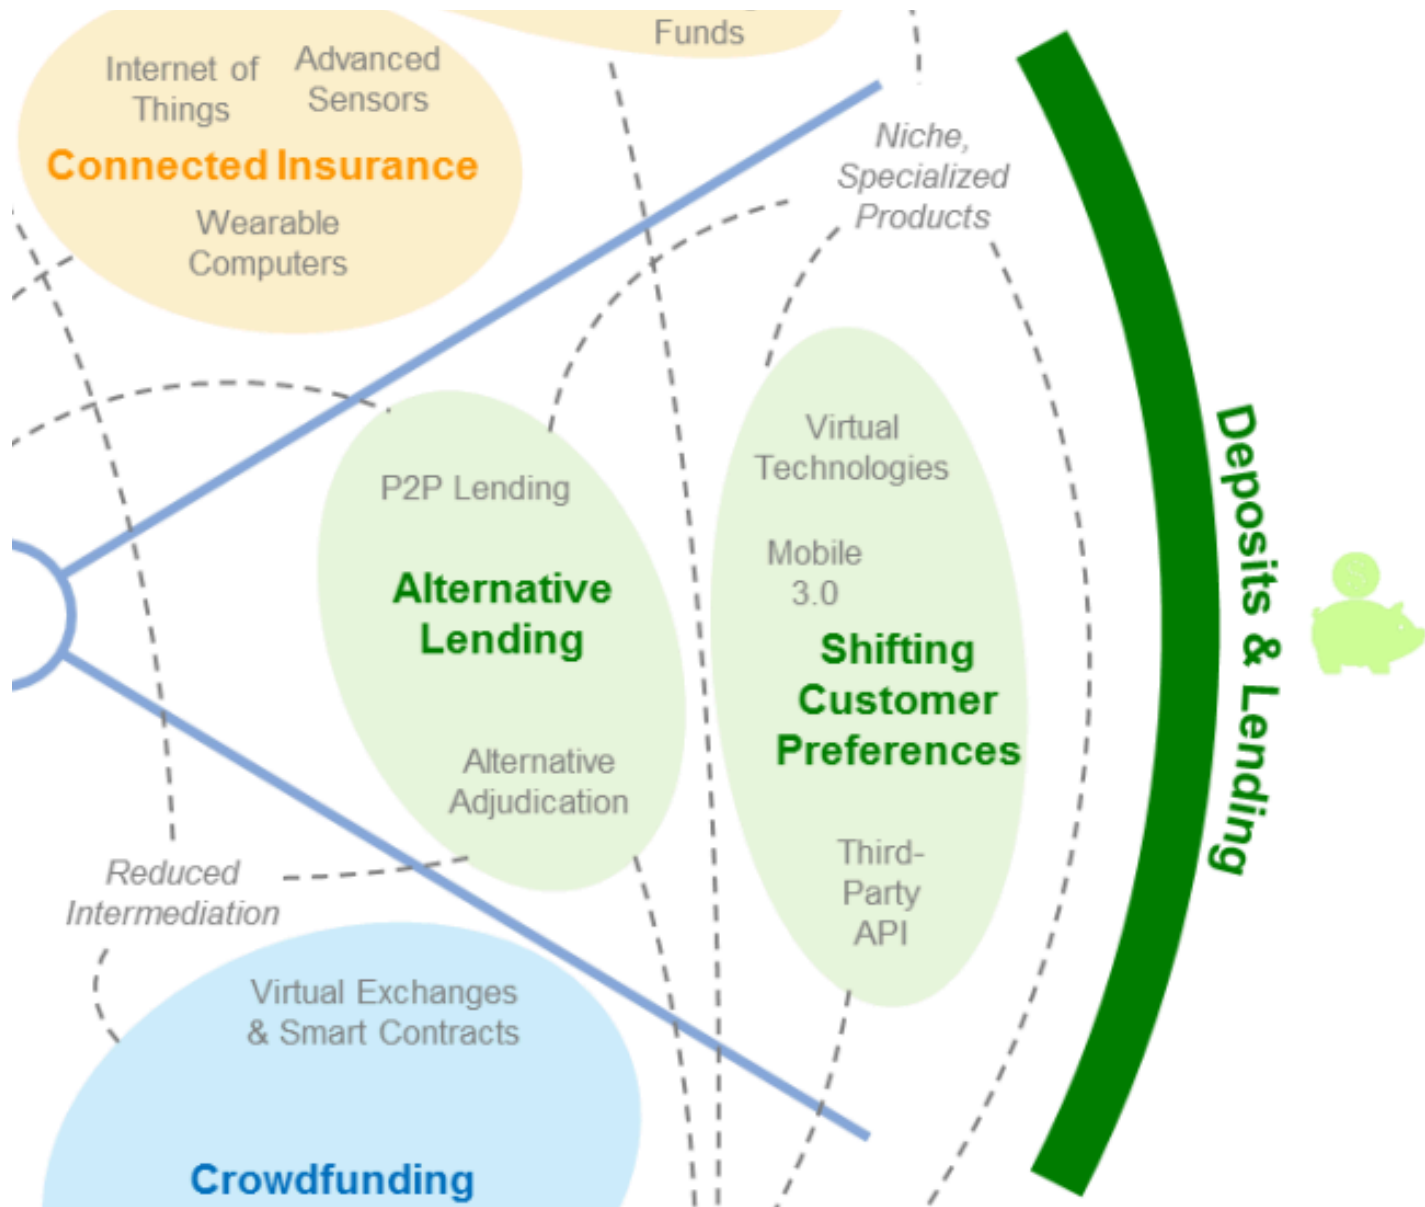 Funds
Internet of
Things
Advanced
Sensors
Connected Insurance
Wearable
Computers
Niche,
Specialized
Products
P2P Lending
Alternative
Lending
Alternative
Adjudication
Virtual
Technologies
Mobile
3.0
Shifting
Customer
Preferences
Third-
Party
API
Deposits & Lending
Reduced
Intermediation
Virtual Exchanges
& Smart Contracts
Crowdfunding